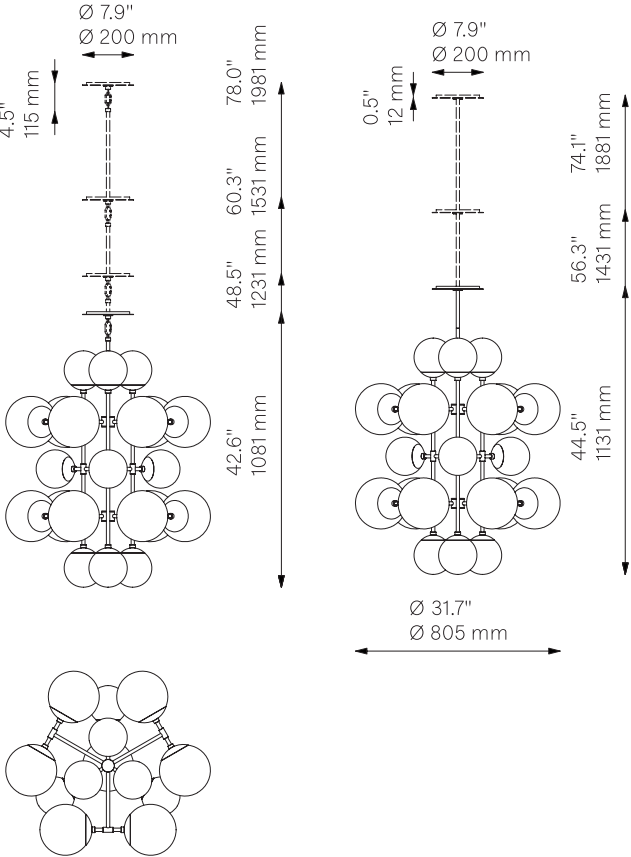 Ø 7.9"
Ø 200 mm
4.5"
115 mm
78.0"
1981 mm
60.3"
1531 mm
48.5"
1231 mm
42.6"
1081 mm
Ø 7.9"
Ø 200 mm
0.5"
12 mm
74.1"
1881 mm
56.3"
1431 mm
44.5"
1131 mm
Ø 31.7"
Ø 805 mm